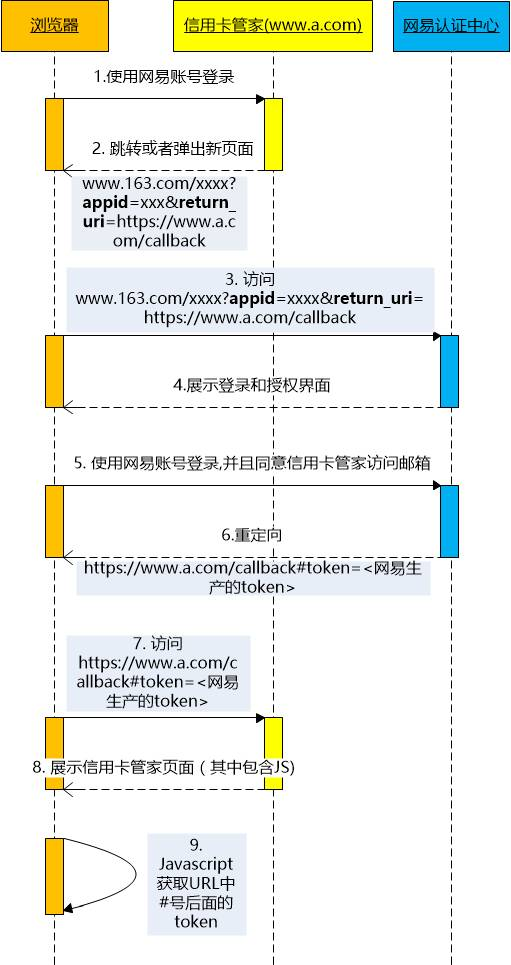 浏览器
信用卡管家(www.a.com)
网易认证中心
1.使用网易账号登录
2. 跳转或者弹出新页面
www.163.com/xxxx?
appid=xxx&return_
uri=https://www.a.c
om/callback
3. 访问
www.163.com/xxxx?appid=xxxx&return_uri=
https://www.a.com/callback
4.展示登录和授权界面
5. 使用网易账号登录,并且同意信用卡管家访问邮箱
6.重定向
https://www.a.com/callback#token=<网易生
产的token>
7. 访问
https://www.a.com/c
allback#token=<网易
生产的token>
8. 展示信用卡管家页面 ( 其中包含JS)
9.
Javascript
获取URL中
#号后面的
token